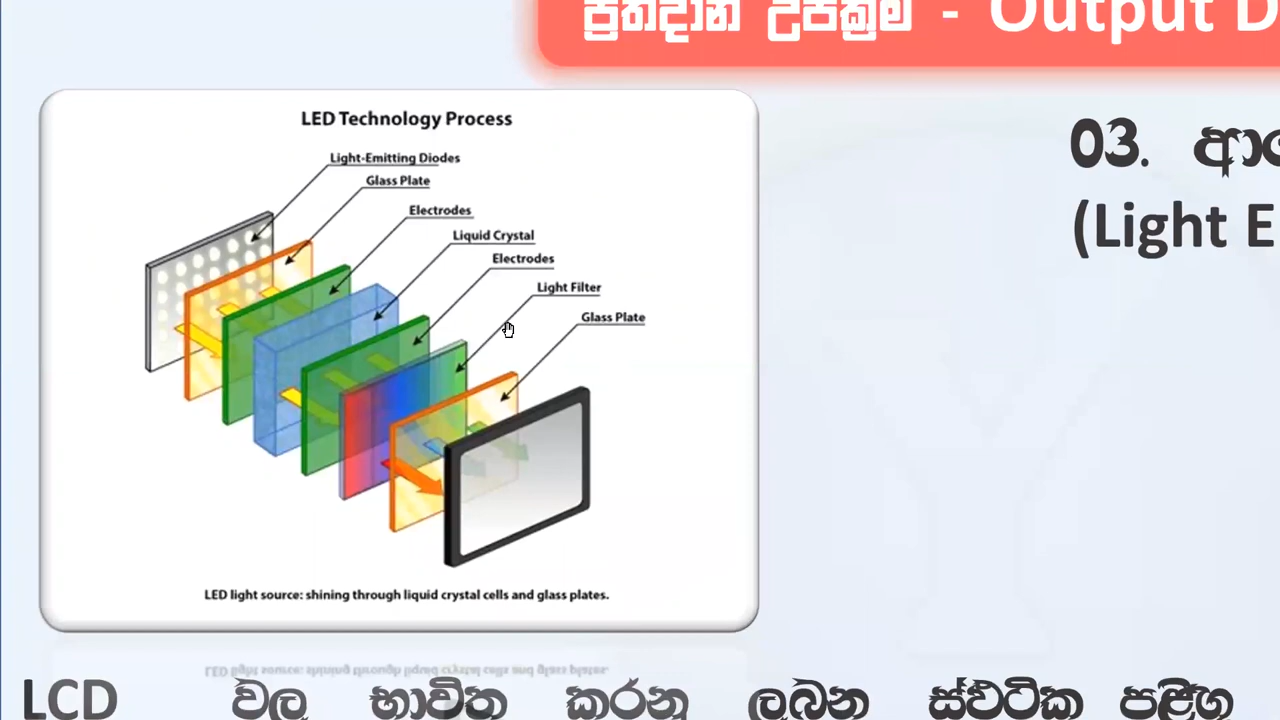 ප්‍රතිදාන උපක්‍රම - Output D
LED Technology Process
Light-Emitting Diodes
Glass Plate
Electrodes
Liquid Crystal
Electrodes
Light Filter
Glass Plate
LED light source: shining through liquid crystal cells and glass plates.
03.
(Light E
LCD වල භාවිත කරනු ලබන ස්ඵටික පළිඟු